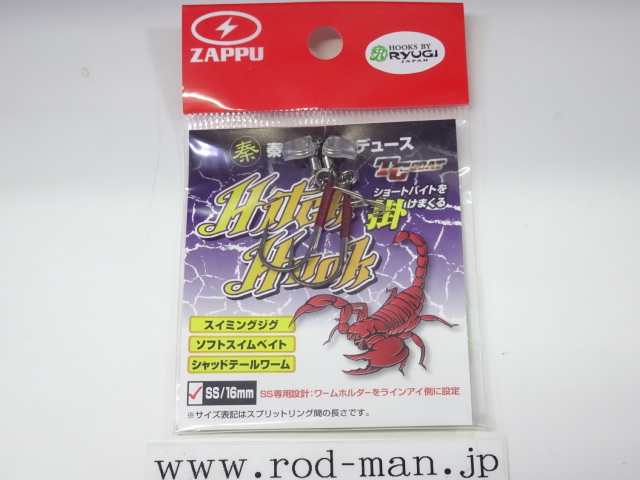 ZAPPU
HOOKS BY
RYUGI
JAPAN
秦 秦 デュース
TC COAT
ショートバイトを
掛けまくる
Hitch
Hook
スイミングジグ
ソフトスイムベイト
シャッドテールワーム
SS/16mm
SS専用設計：ワームホルダーをラインアイ側に設定
※サイズ表記はスプリットリング間の長さです。
www.rod-man.jp